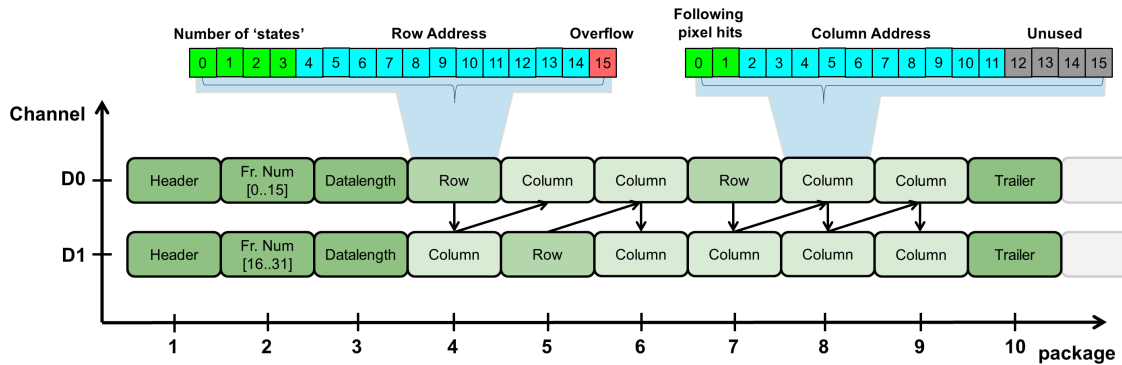 Number of ‘states’ Row Address Overflow
Following
pixel hits Column Address Unused
0 1 2 3 4 5 6 7 8 9 10 11 12 13 14 15
0 1 2 3 4 5 6 7 8 9 10 11 12 13 14 15
Channel
D0
Header
Fr. Num
[0..15]
Datalength
Row
Column
Column
Row
Column
Column
Trailer
D1
Header
Fr. Num
[16..31]
Datalength
Column
Row
Column
Column
Column
Column
Trailer
1 2 3 4 5 6 7 8 9 10 package